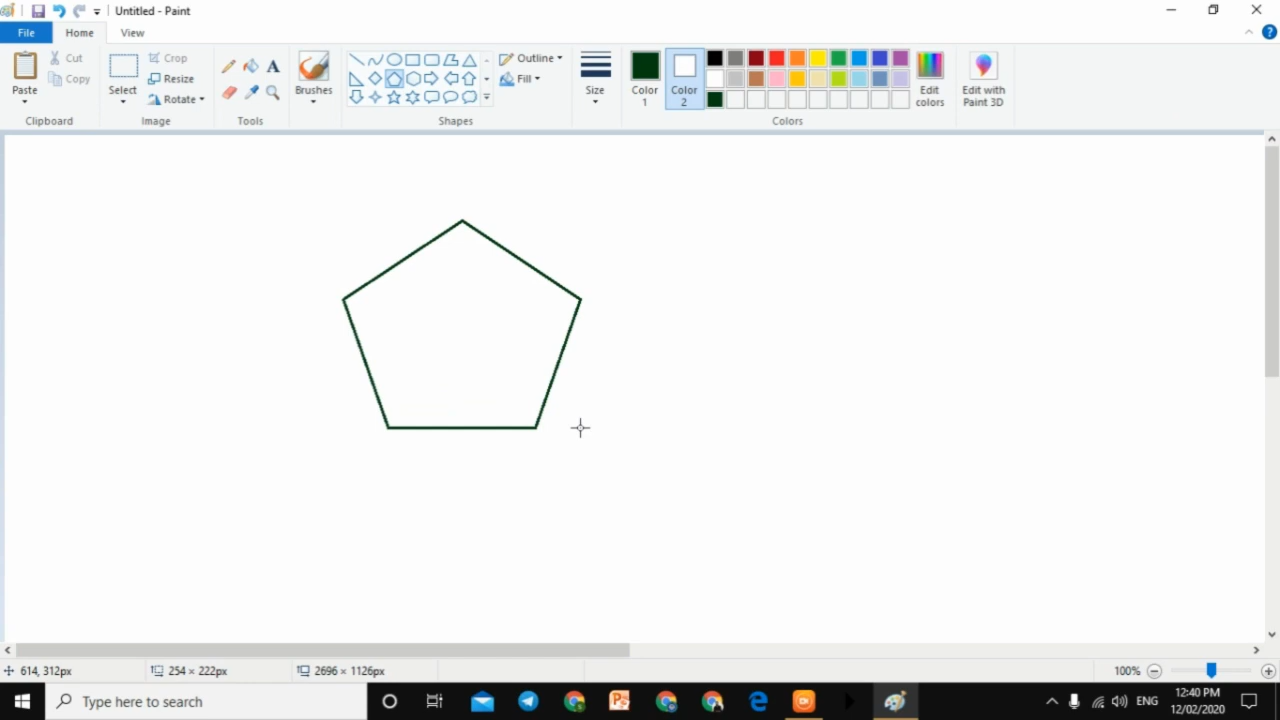 Untitled - Paint
File Home View
Paste
Cut
Copy
Clipboard
Select
Crop
Resize
Rotate
Image
A
Tools
Brushes
Outline
Fill
Shapes
Size
Color 1
Color 2
Edit colors
Colors
Edit with Paint 3D
614, 312px
254 × 222px
2696 × 1126px
100%
Type here to search
ENG
12:40 PM
12/02/2020